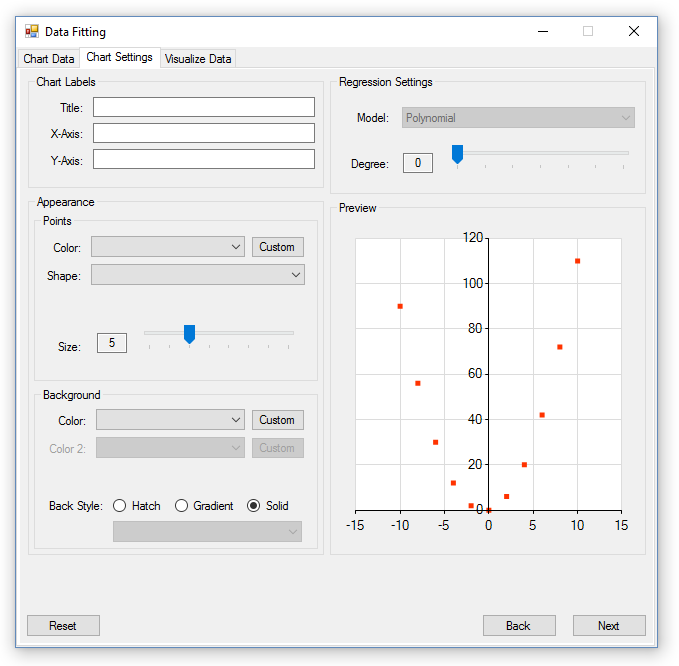 Data Fitting
Chart Data Chart Settings Visualize Data
Chart Labels
Title:
X-Axis:
Y-Axis:
Regression Settings
Model: Polynomial
Degree: 0
Appearance
Points
Color: Custom
Shape:
Size: 5
Background
Color: Custom
Color 2: Custom
Back Style: Hatch Gradient Solid
Preview
120
100
80
60
40
20
0
-15 -10 -5 0 5 10 15
Reset Back Next